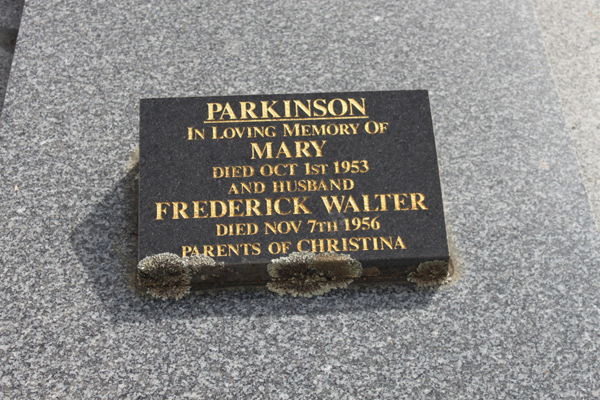 PARKINSON
IN LOVING MEMORY OF
MARY
DIED OCT 1ST 1953
AND HUSBAND
FREDERICK WALTER
DIED NOV 7TH 1956
PARENTS OF CHRISTINA